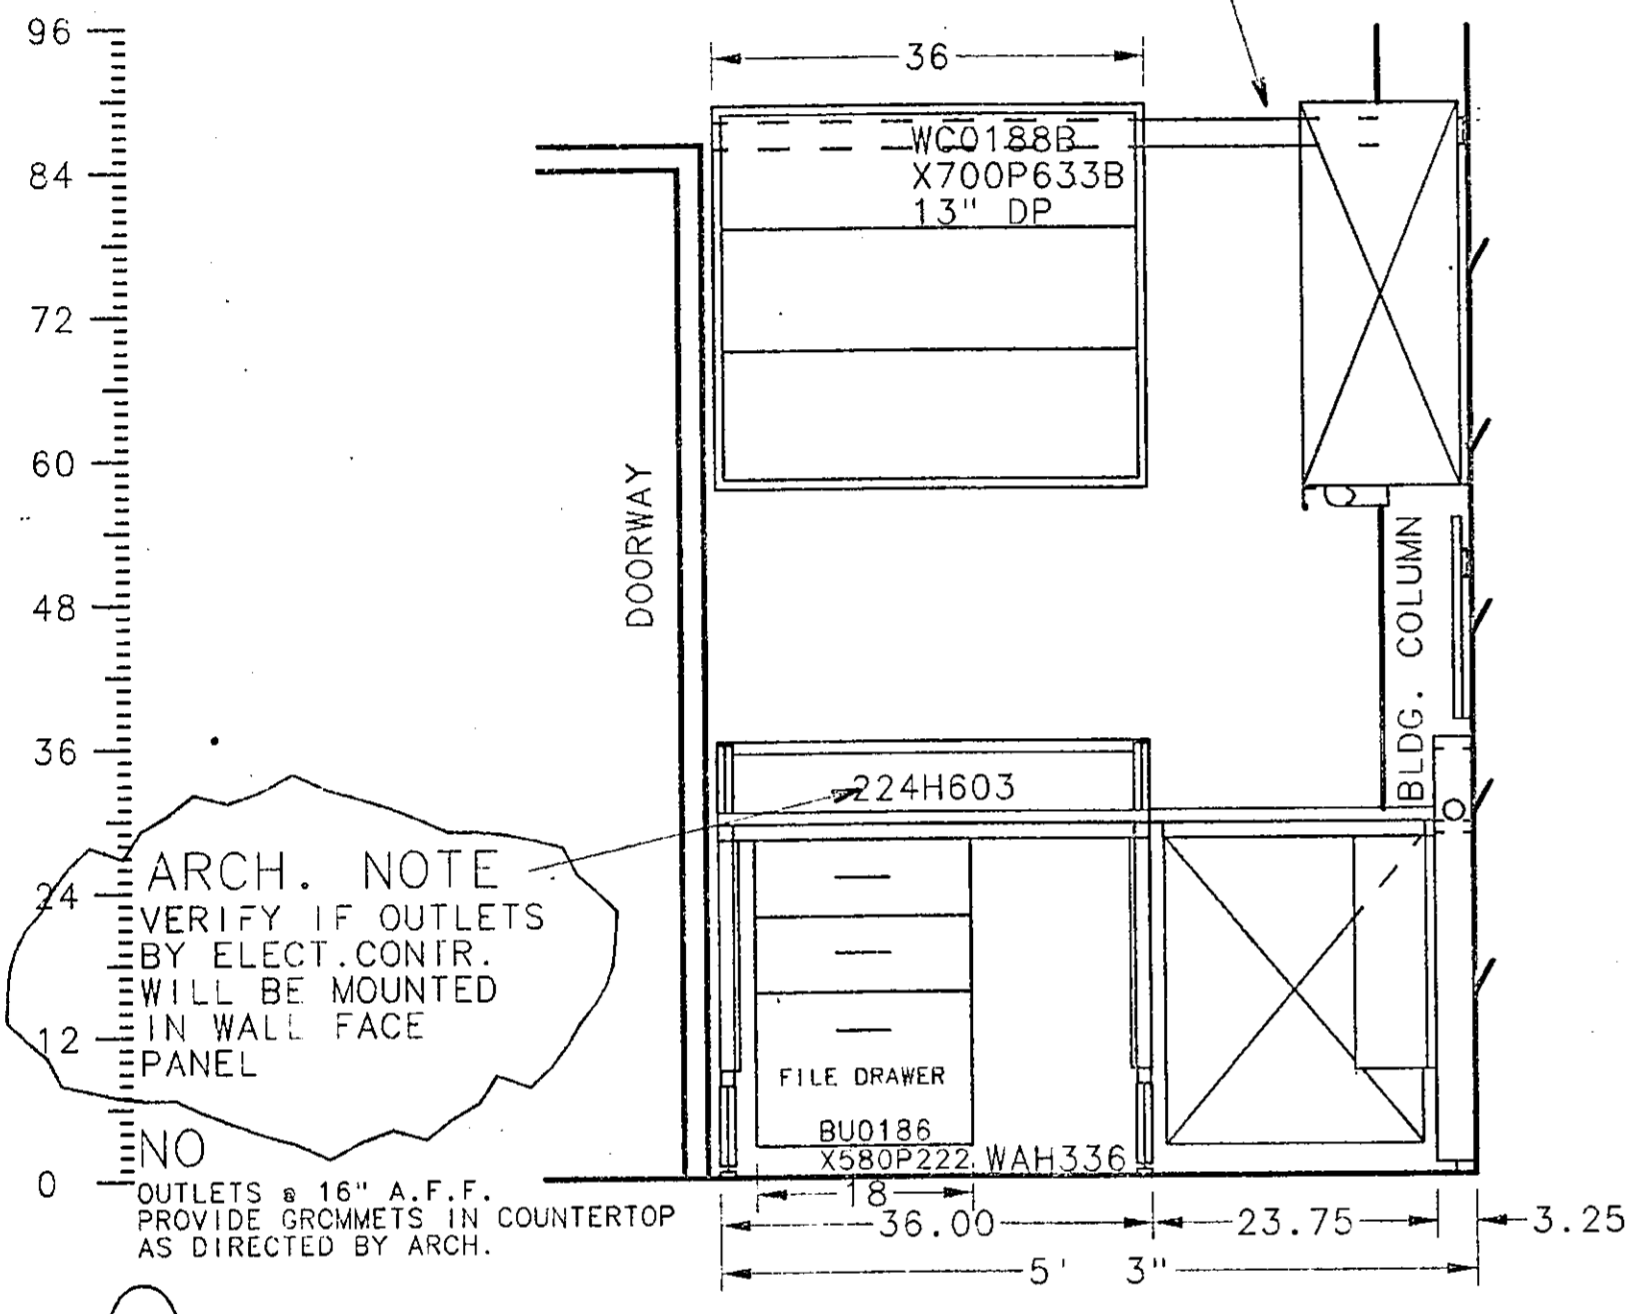 96
84
72
60
48
36
24
12
0
36
WC0188B
X700P633B
13" DP
DOORWAY
BLDG. COLUMN
224H603
ARCH. NOTE
VERIFY IF OUTLETS
BY ELECT.CONTR.
WILL BE MOUNTED
IN WALL FACE
PANEL
NO
OUTLETS @ 16" A.F.F.
PROVIDE GROMMETS IN COUNTERTOP
AS DIRECTED BY ARCH.
FILE DRAWER
BU0186
X580P222
WAH336
18
36.00
23.75
3.25
5' 3"